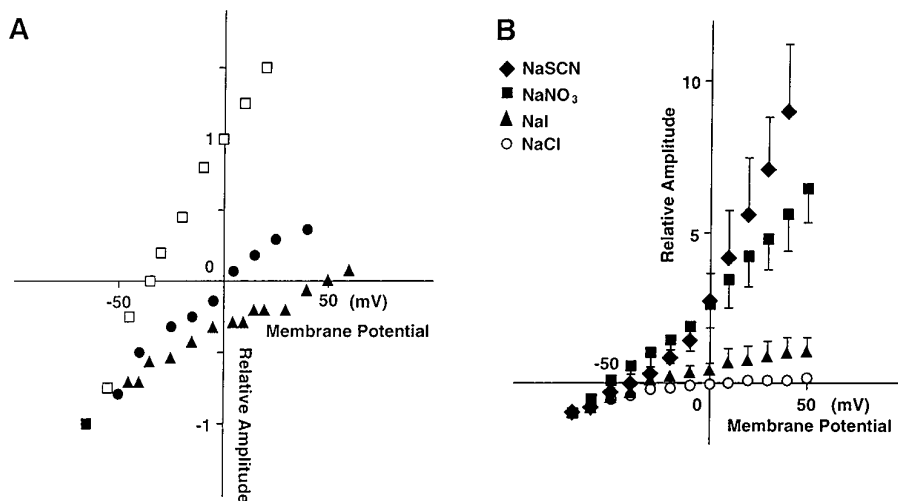 A
1
0
-50
50
(mV)
Membrane Potential
-1
Relative Amplitude
B
NaSCN
NaNO₃
NaI
NaCl
10
5
Relative Amplitude
-50
0
50
(mV)
Membrane Potential